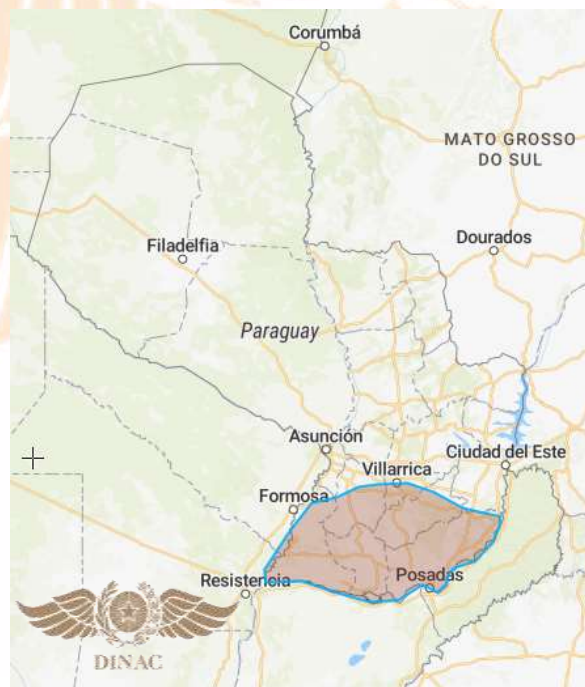 Corumbá
MATO GROSSO
DO SUL
Dourados
Filadelfia
Paraguay
Asunción
Ciudad del Este
Villarrica
Formosa
Resistencia
Posadas
DINAC